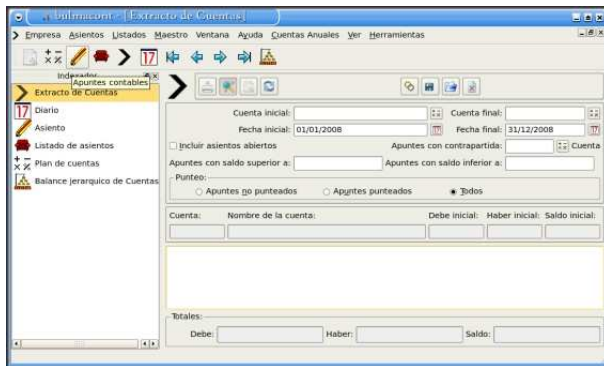 Bulmacont - [Extracto de Cuentas]
Empresa Asientos Listados Maestro Ventana Ayuda Cuentas Anuales Ver Herramientas
17
Indexador
Apuntes contables
Extracto de Cuentas
17 Diario
Asiento
Listado de asientos
Plan de cuentas
Balance jerarquico de Cuentas
Cuenta inicial: Cuenta final:
Fecha inicial: 01/01/2008 17 Fecha final: 31/12/2008 17
Incluir asientos abiertos Apuntes con contrapartida: Cuenta
Apuntes con saldo superior a: Apuntes con saldo inferior a:
Punteo:
Apuntes no punteados Apuntes punteados Todos
Cuenta: Nombre de la cuenta: Debe inicial: Haber inicial: Saldo inicial:
Totales:
Debe: Haber: Saldo: